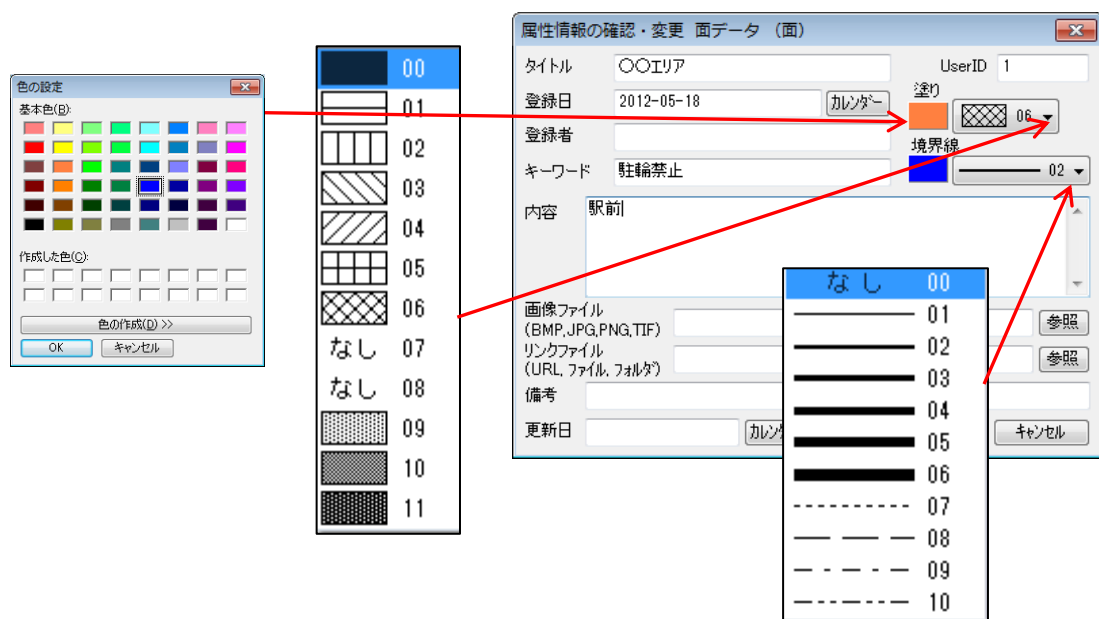 色の設定
基本色(B):
作成した色(C):
色の作成(D) >>
OK
キャンセル
00
01
02
03
04
05
06
なし 07
なし 08
09
10
11
属性情報の確認・変更 面データ （面）
タイトル 〇〇エリア UserID 1
登録日 2012-05-18 カレンダー 塗り 06
登録者
境界線
キーワード 駐輪禁止 02
内容 駅前
画像ファイル
(BMP,JPG,PNG,TIF) 参照
リンクファイル
(URL, ファイル, フォルダ) 参照
備考
更新日 キャンセル
なし 00
01
02
03
04
05
06
07
08
09
10